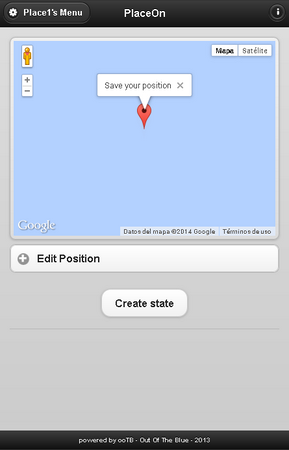 Place1's Menu
PlaceOn
i
Mapa
Satélite
+
Save your position ×
−
Google
Datos del mapa ©2014 Google
Términos de uso
Edit Position
Create state
powered by ooTB - Out Of The Blue - 2013